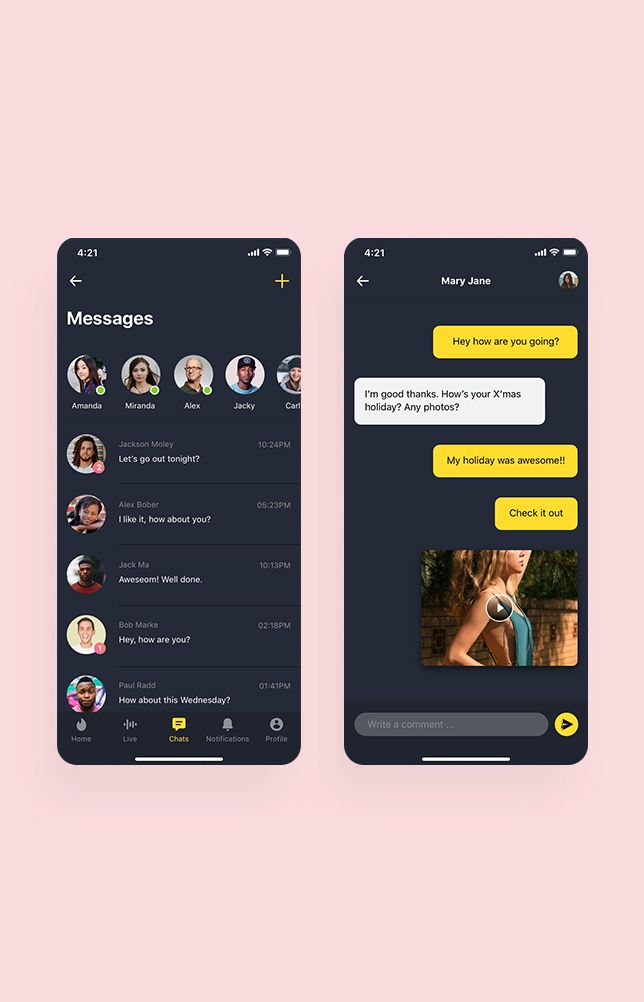 4:21
Messages
Amanda
Miranda
Alex
Jacky
Carl
Jackson Moley 10:24PM
Let's go out tonight?
2
Alex Bober 05:23PM
I like it, how about you?
Jack Ma 10:13PM
Aweseom! Well done.
Bob Marke 02:18PM
Hey, how are you?
1
Paul Radd 01:41PM
How about this Wednesday?
Home
Live
Chats
Notifications
Profile
4:21
Mary Jane
Hey how are you going?
I'm good thanks. How's your X'mas
holiday? Any photos?
My holiday was awesome!!
Check it out
Write a comment ...